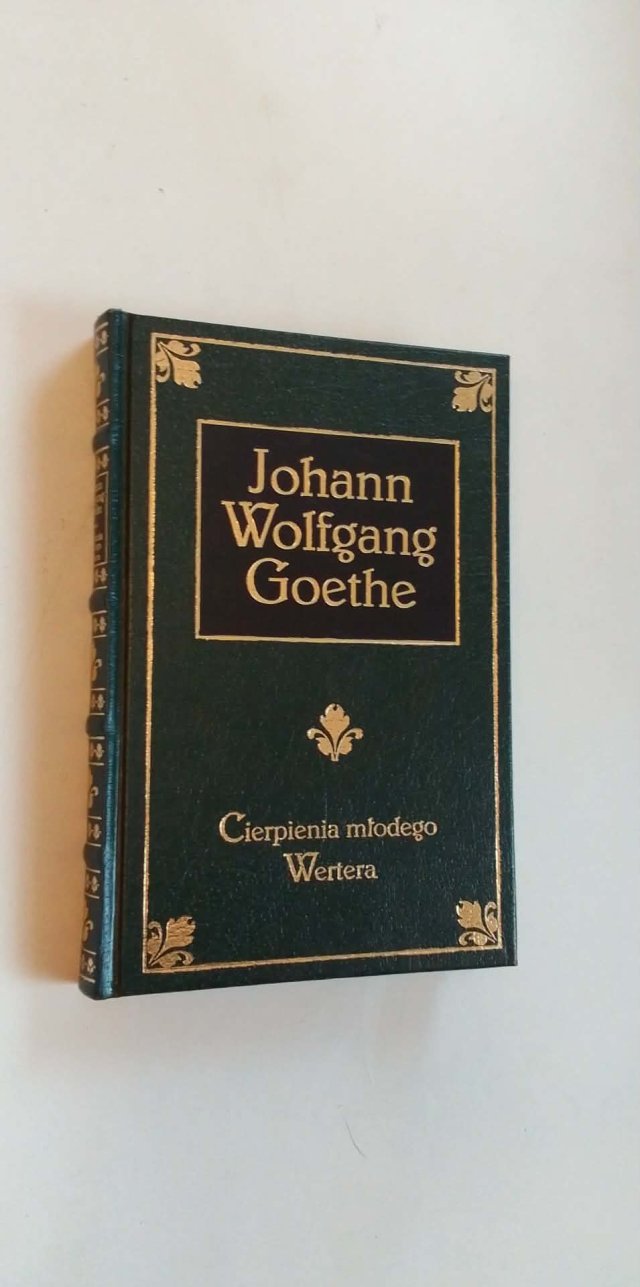 Johann
Wolfgang
Goethe
Cierpienia młodego
Wertera